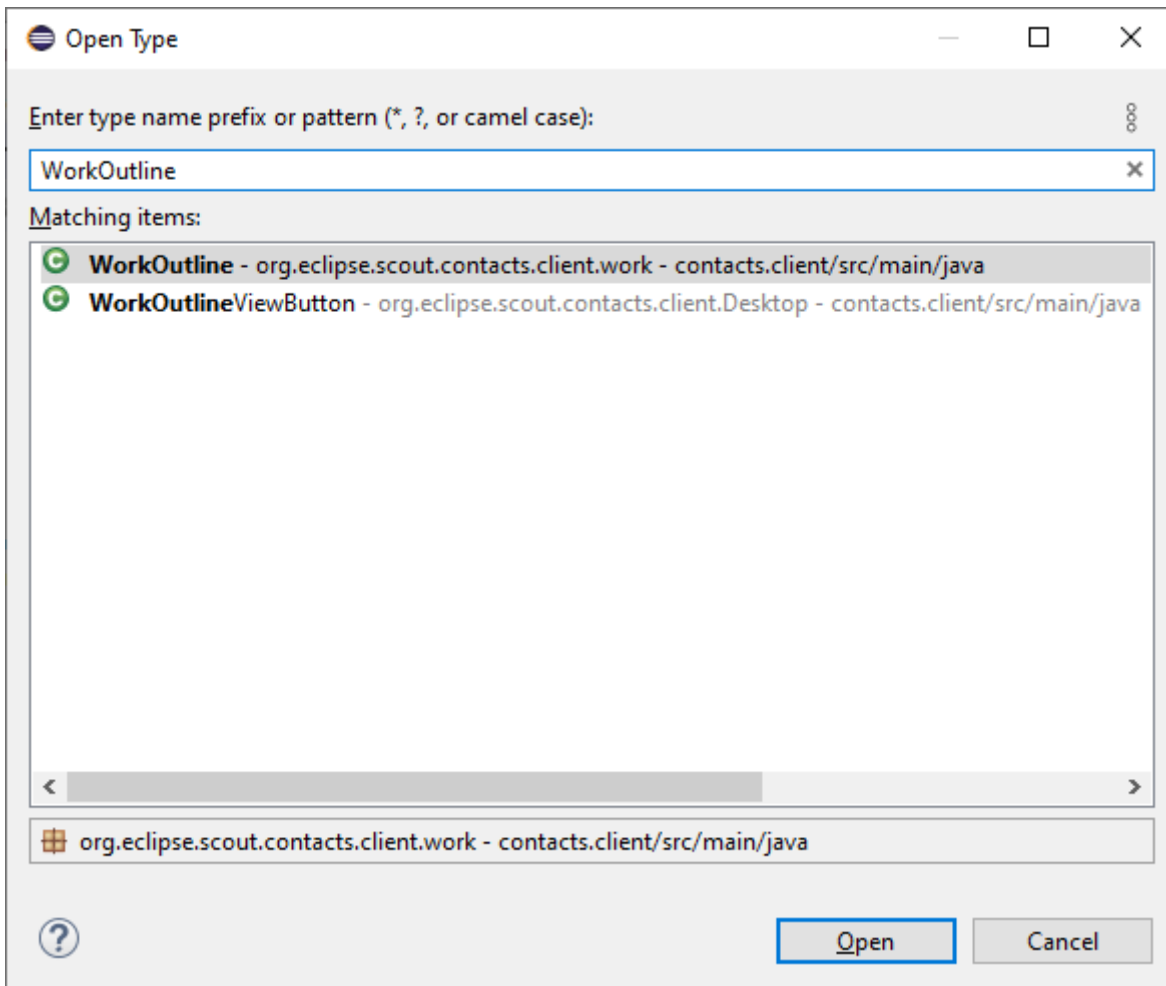 Open Type
Enter type name prefix or pattern (*, ?, or camel case):
WorkOutline
Matching items:
WorkOutline - org.eclipse.scout.contacts.client.work - contacts.client/src/main/java
WorkOutlineViewButton - org.eclipse.scout.contacts.client.Desktop - contacts.client/src/main/java
org.eclipse.scout.contacts.client.work - contacts.client/src/main/java
Open
Cancel